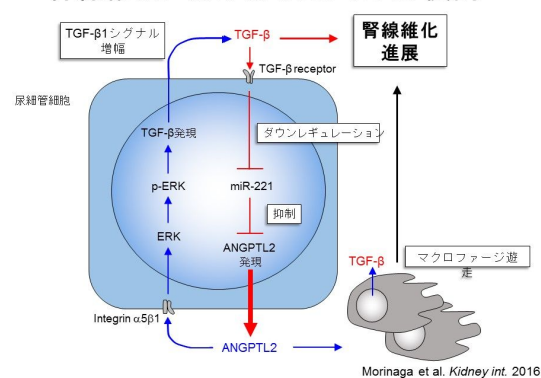 TGF-β1シグナル
増幅
TGF-β
腎線維化
進展
TGF-β receptor
尿細管細胞
ダウンレギュレーション
TGF-β発現
p-ERK
miR-221
抑制
ERK
ANGPTL2
発現
マクロファージ遊
走
TGF-β
Integrin α5β1
ANGPTL2
Morinaga et al. Kidney int. 2016